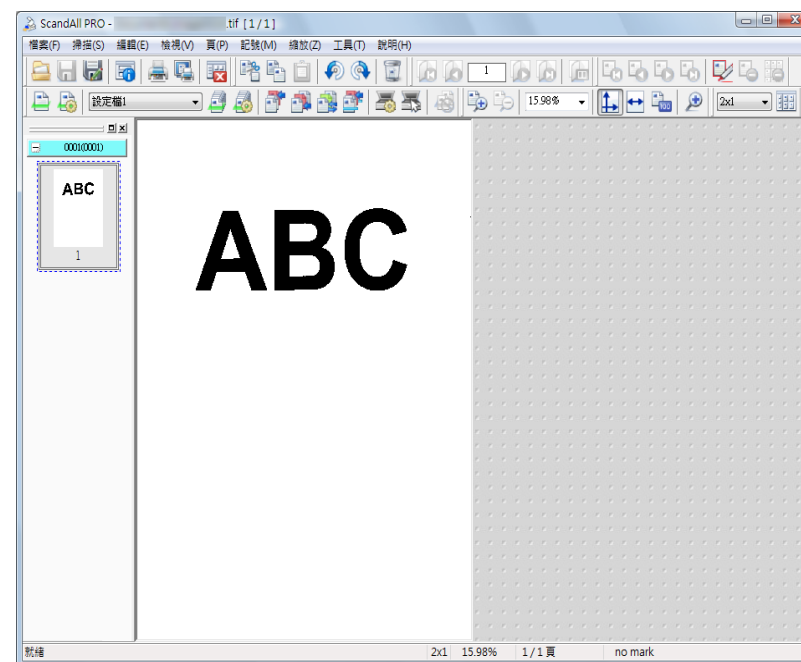 ScandAll PRO - .tif [ 1 / 1 ]
檔案(F) 掃描(S) 編輯(E) 檢視(V) 頁(P) 記號(M) 縮放(Z) 工具(T) 說明(H)
1
設定檔1 15.98% 100 2x1
0001(0001)
ABC
1
ABC
就緒 2x1 15.98% 1 / 1 頁 no mark